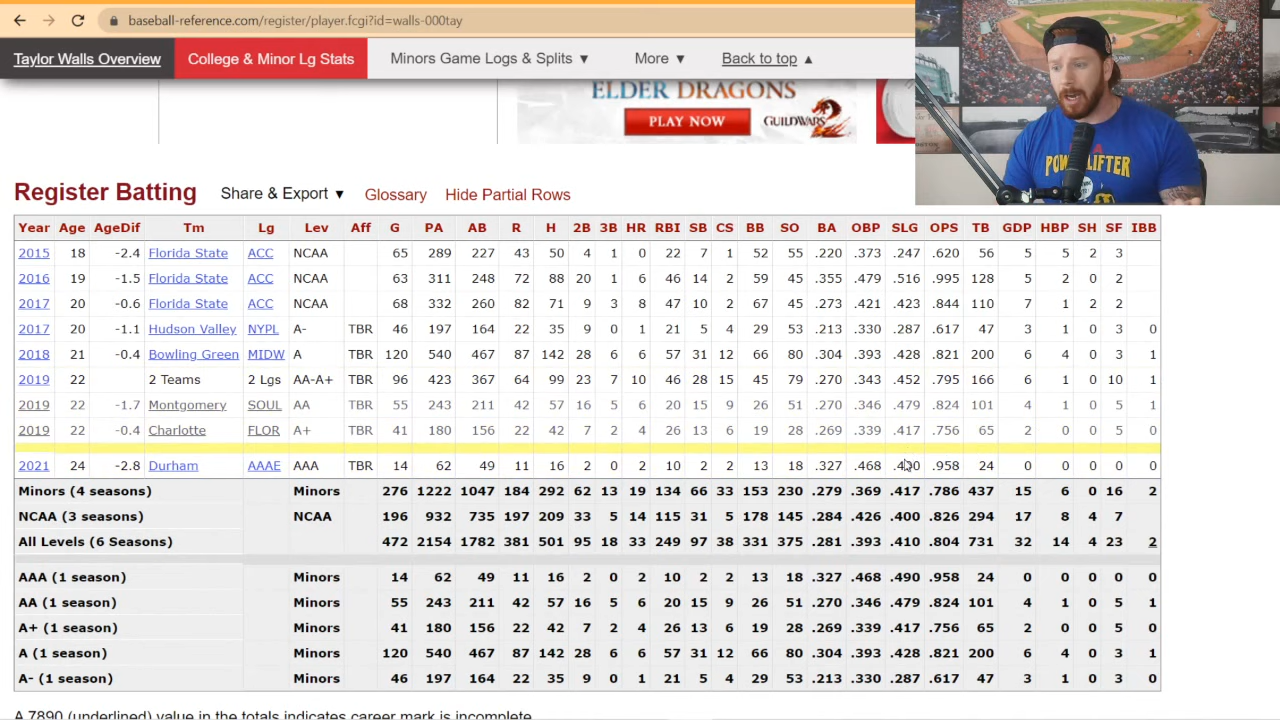 baseball-reference.com/register/player.fcgi?id=walls-000tay
Taylor Walls Overview College & Minor Lg Stats Minors Game Logs & Splits ▼ More ▼ Back to top ▲
ELDER DRAGONS
PLAY NOW GUILDWARS
POWERLIFTER
Register Batting Share & Export ▼ Glossary Hide Partial Rows
Year Age AgeDif Tm Lg Lev Aff G PA AB R H 2B 3B HR RBI SB CS BB SO BA OBP SLG OPS TB GDP HBP SH SF IBB
2015 18 -2.4 Florida State ACC NCAA 65 289 227 43 50 4 1 0 22 7 1 52 55 .220 .373 .247 .620 56 5 5 2 3
2016 19 -1.5 Florida State ACC NCAA 63 311 248 72 88 20 1 6 46 14 2 59 45 .355 .479 .516 .995 128 5 2 0 2
2017 20 -0.6 Florida State ACC NCAA 68 332 260 82 71 9 3 8 47 10 2 67 45 .273 .421 .423 .844 110 7 1 2 2
2017 20 -1.1 Hudson Valley NYPL A- TBR 46 197 164 22 35 9 0 1 21 5 4 29 53 .213 .330 .287 .617 47 3 1 0 3 0
2018 21 -0.4 Bowling Green MIDW A TBR 120 540 467 87 142 28 6 6 57 31 12 66 80 .304 .393 .428 .821 200 6 4 0 3 1
2019 22 2 Teams 2 Lgs AA-A+ TBR 96 423 367 64 99 23 7 10 46 28 15 45 79 .270 .343 .452 .795 166 6 1 0 10 1
2019 22 -1.7 Montgomery SOUL AA TBR 55 243 211 42 57 16 5 6 20 15 9 26 51 .270 .346 .479 .824 101 4 1 0 5 1
2019 22 -0.4 Charlotte FLOR A+ TBR 41 180 156 22 42 7 2 4 26 13 6 19 28 .269 .339 .417 .756 65 2 0 0 5 0
2021 24 -2.8 Durham AAAE AAA TBR 14 62 49 11 16 2 0 2 10 2 2 13 18 .327 .468 .490 .958 24 0 0 0 0 0
Minors (4 seasons) Minors 276 1222 1047 184 292 62 13 19 134 66 33 153 230 .279 .369 .417 .786 437 15 6 0 16 2
NCAA (3 seasons) NCAA 196 932 735 197 209 33 5 14 115 31 5 178 145 .284 .426 .400 .826 294 17 8 4 7
All Levels (6 Seasons) 472 2154 1782 381 501 95 18 33 249 97 38 331 375 .281 .393 .410 .804 731 32 14 4 23 2
AAA (1 season) Minors 14 62 49 11 16 2 0 2 10 2 2 13 18 .327 .468 .490 .958 24 0 0 0 0 0
AA (1 season) Minors 55 243 211 42 57 16 5 6 20 15 9 26 51 .270 .346 .479 .824 101 4 1 0 5 1
A+ (1 season) Minors 41 180 156 22 42 7 2 4 26 13 6 19 28 .269 .339 .417 .756 65 2 0 0 5 0
A (1 season) Minors 120 540 467 87 142 28 6 6 57 31 12 66 80 .304 .393 .428 .821 200 6 4 0 3 1
A- (1 season) Minors 46 197 164 22 35 9 0 1 21 5 4 29 53 .213 .330 .287 .617 47 3 1 0 3 0
A 7890 (underlined) value in the totals indicates career mark is incomplete